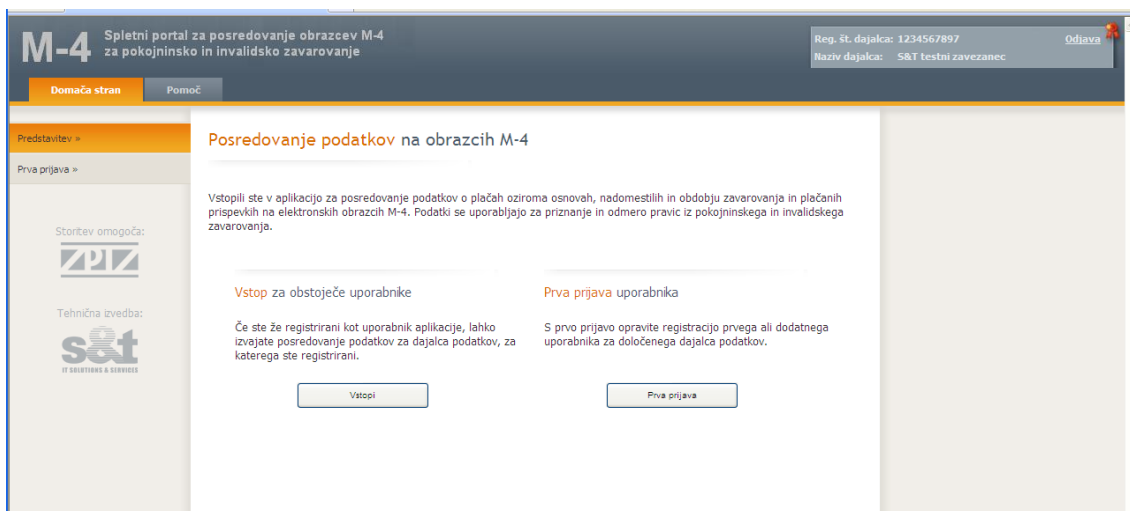 M-4
Spletni portal za posredovanje obrazcev M-4
za pokojninsko in invalidsko zavarovanje
Reg. št. dajalca: 1234567897
Odjava
Naziv dajalca: S&T testni zavezanec
Domača stran
Pomoč
Predstavitev »
Prva prijava »
Storitev omogoča:
ZPIZ
Tehnična izvedba:
s&t
IT SOLUTIONS & SERVICES
Posredovanje podatkov na obrazcih M-4
Vstopili ste v aplikacijo za posredovanje podatkov o plačah oziroma osnovah, nadomestilih in obdobju zavarovanja in plačanih
prispevkih na elektronskih obrazcih M-4. Podatki se uporabljajo za priznanje in odmero pravic iz pokojninskega in invalidskega
zavarovanja.
Vstop za obstoječe uporabnike
Če ste že registrirani kot uporabnik aplikacije, lahko
izvajate posredovanje podatkov za dajalca podatkov, za
katerega ste registrirani.
Vstopi
Prva prijava uporabnika
S prvo prijavo opravite registracijo prvega ali dodatnega
uporabnika za določenega dajalca podatkov.
Prva prijava